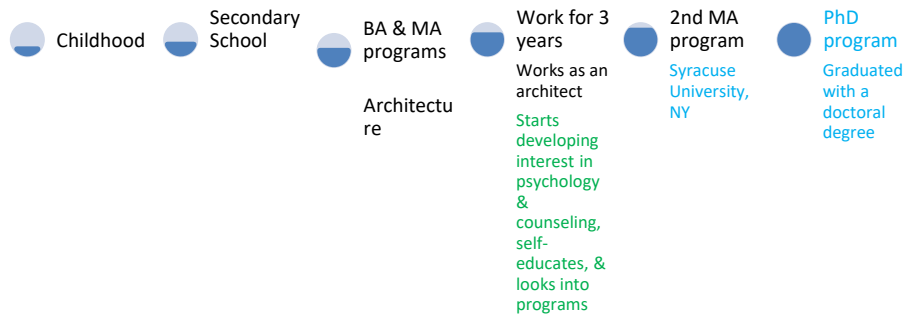 Childhood
Secondary
School
BA & MA
programs
Architectu
re
Work for 3
years
Works as an
architect
Starts
developing
interest in
psychology
&
counseling,
self-
educates, &
looks into
programs
2nd MA
program
Syracuse
University,
NY
PhD
program
Graduated
with a
doctoral
degree